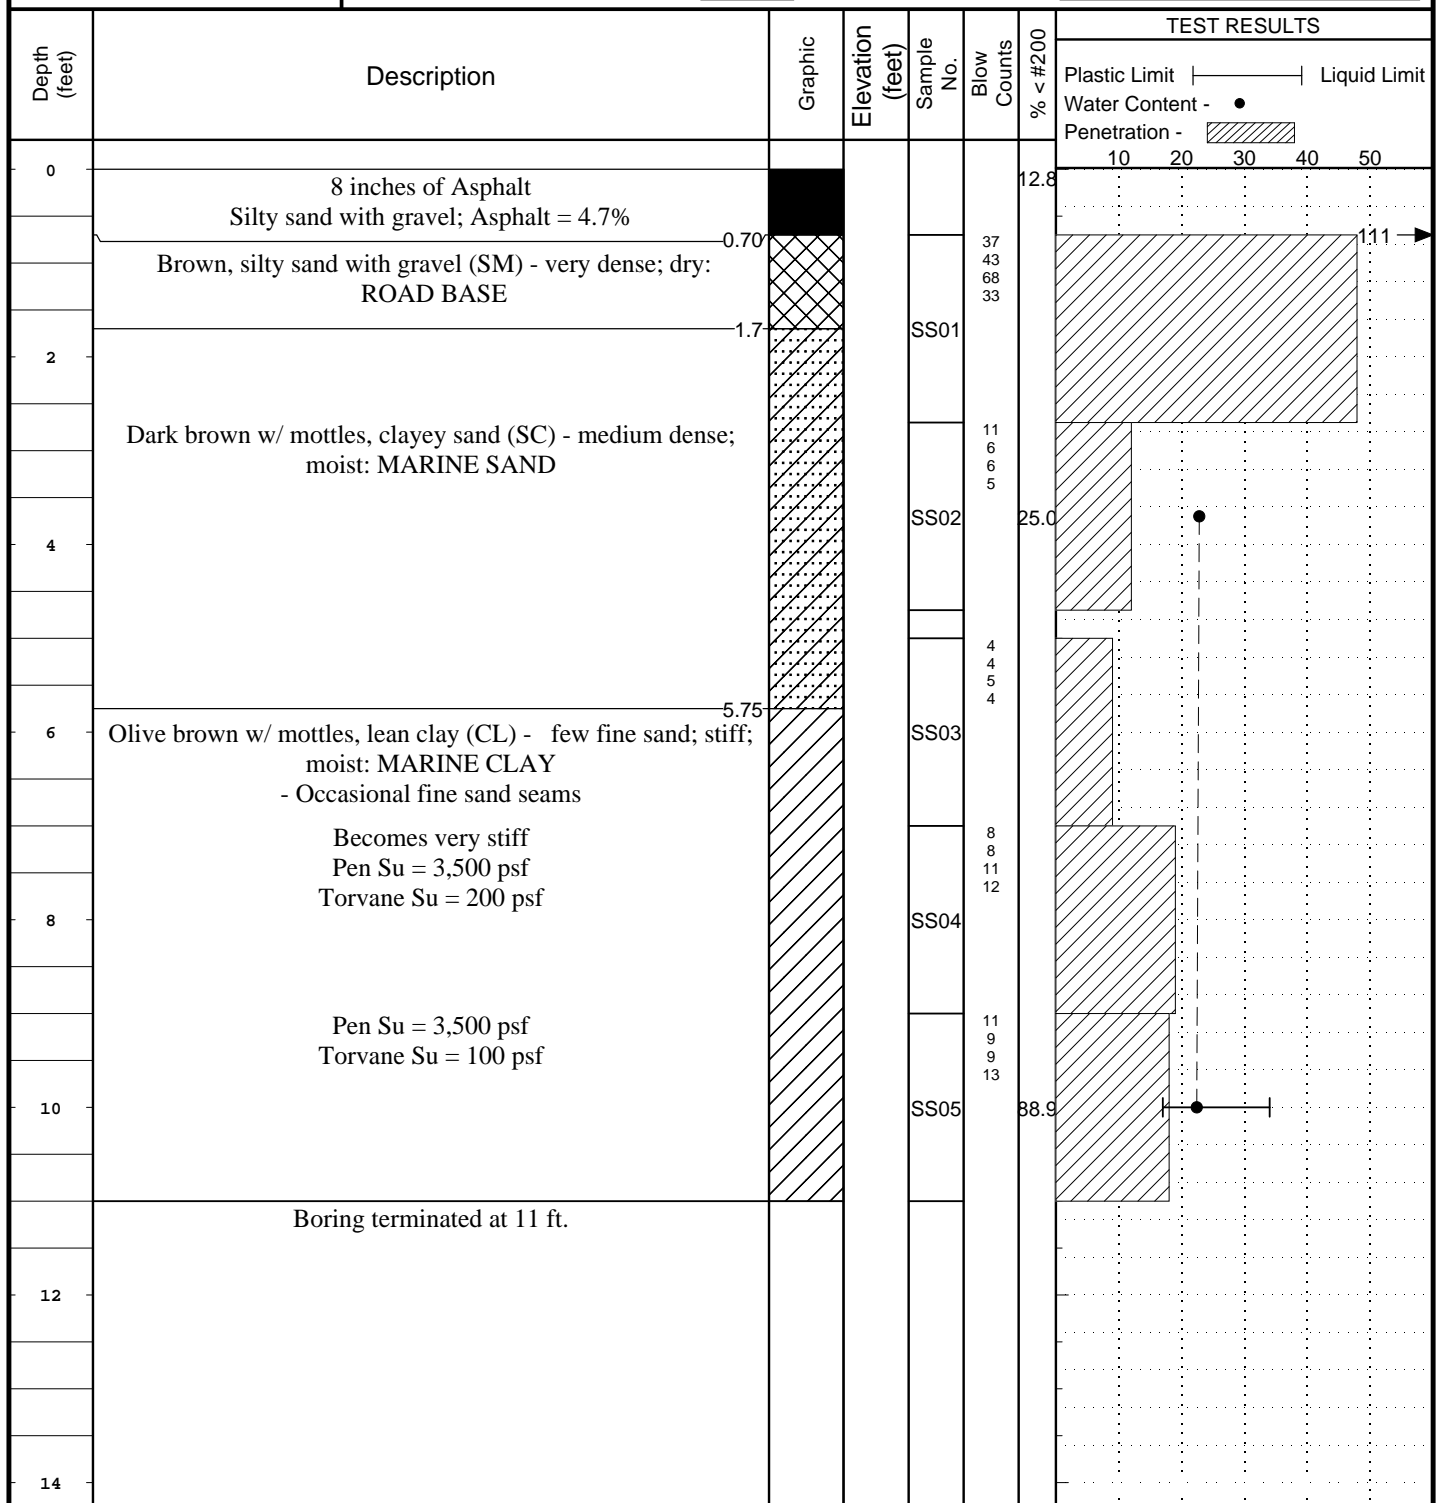 Depth
(feet)
Description
Graphic
Elevation
(feet)
Sample
No.
Blow
Counts
% < #200
TEST RESULTS
Plastic Limit Liquid Limit
Water Content -
Penetration -
10 20 30 40 50
0
8 inches of Asphalt
12.8
Silty sand with gravel; Asphalt = 4.7%
0.70
37
111
Brown, silty sand with gravel (SM) - very dense; dry:
43
68
ROAD BASE
33
1.7
SS01
2
Dark brown w/ mottles, clayey sand (SC) - medium dense;
11
moist: MARINE SAND
6
6
5
SS02
25.0
4
4
4
5
4
5.75
6
Olive brown w/ mottles, lean clay (CL) - few fine sand; stiff;
SS03
moist: MARINE CLAY
- Occasional fine sand seams
Becomes very stiff
8
8
Pen Su = 3,500 psf
11
Torvane Su = 200 psf
12
8
SS04
Pen Su = 3,500 psf
11
9
Torvane Su = 100 psf
9
13
10
SS05
88.9
Boring terminated at 11 ft.
12
14